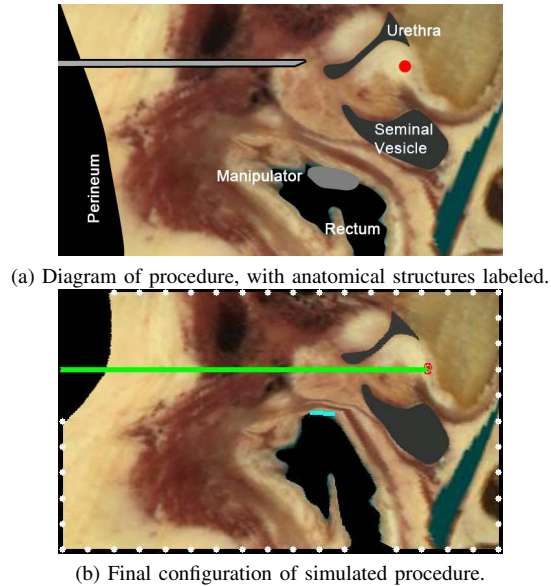 Urethra
Seminal
Vesicle
Manipulator
Rectum
Perineum
(a) Diagram of procedure, with anatomical structures labeled.
(b) Final configuration of simulated procedure.